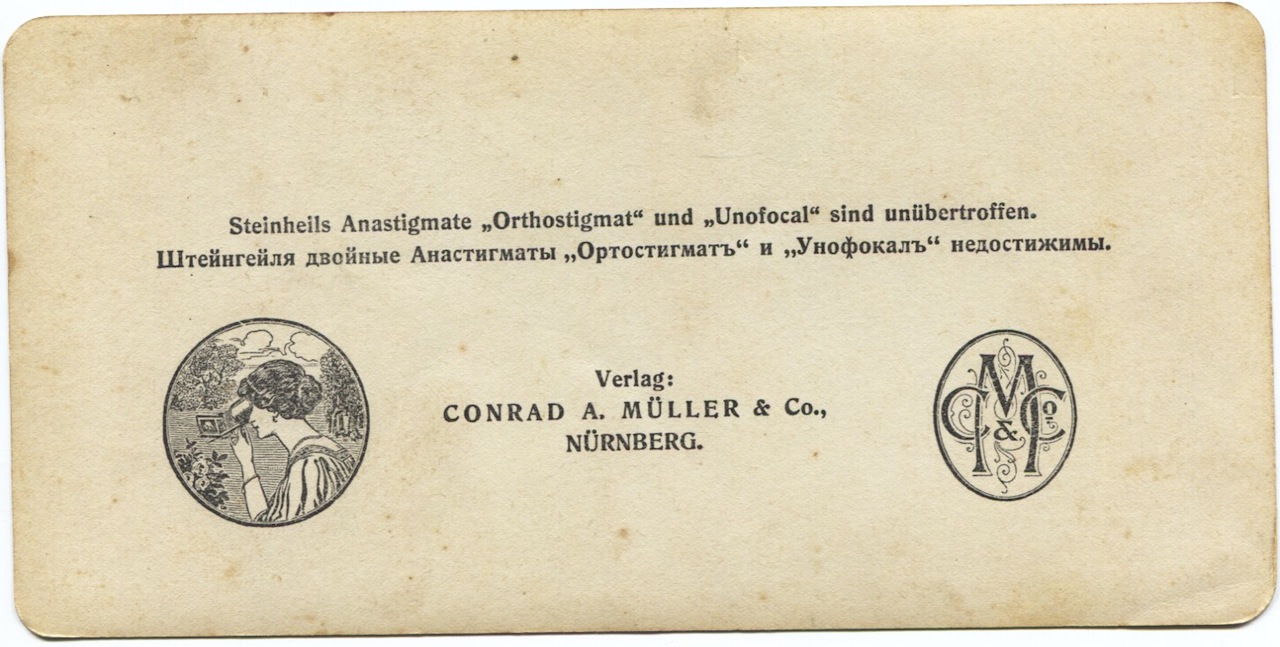 Steinheils Anastigmate „Orthostigmat“ und „Unofocal“ sind unübertroffen.
Штейнгейля двойные Анастигматы „Ортостигматъ“ и „Унофокалъ“ недостижимы.
Verlag:
CONRAD A. MÜLLER & Co.,
NÜRNBERG.
C M & Co